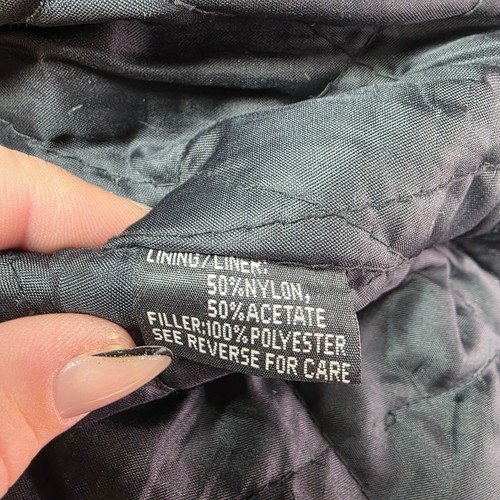 LINING/LINER:
50%NYLON,
50%ACETATE
FILLER:100%POLYESTER
SEE REVERSE FOR CARE